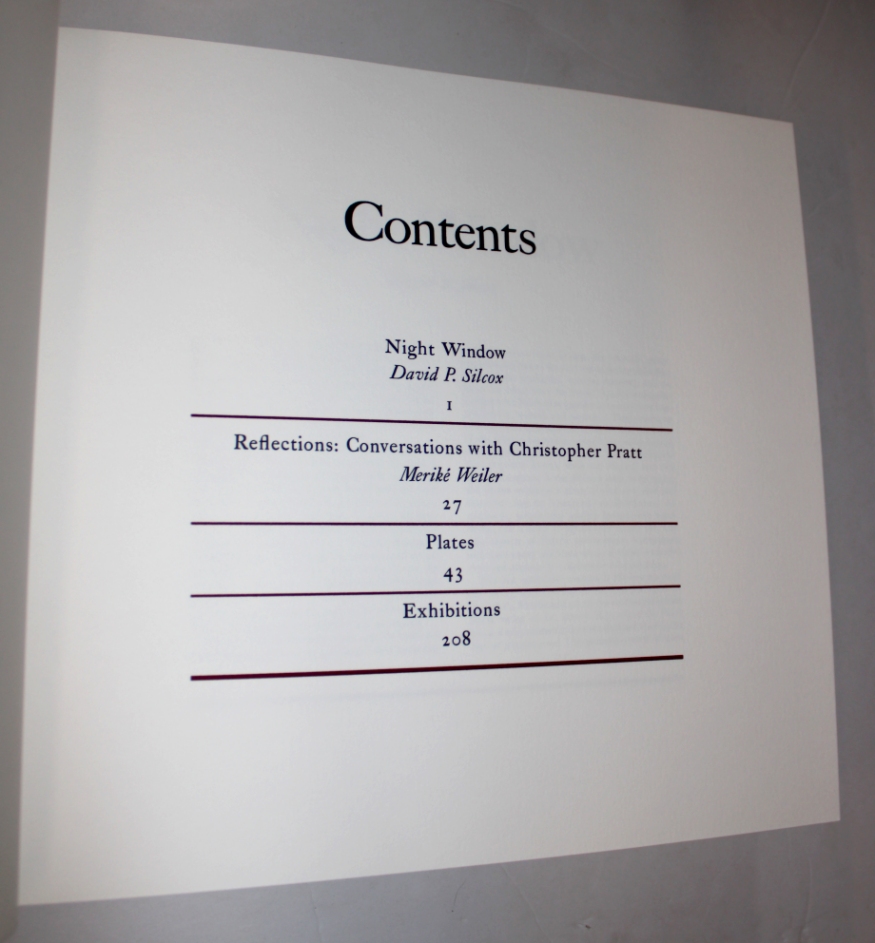 Contents
Night Window
David P. Silcox
1
Reflections: Conversations with Christopher Pratt
Meriké Weiler
27
Plates
43
Exhibitions
208